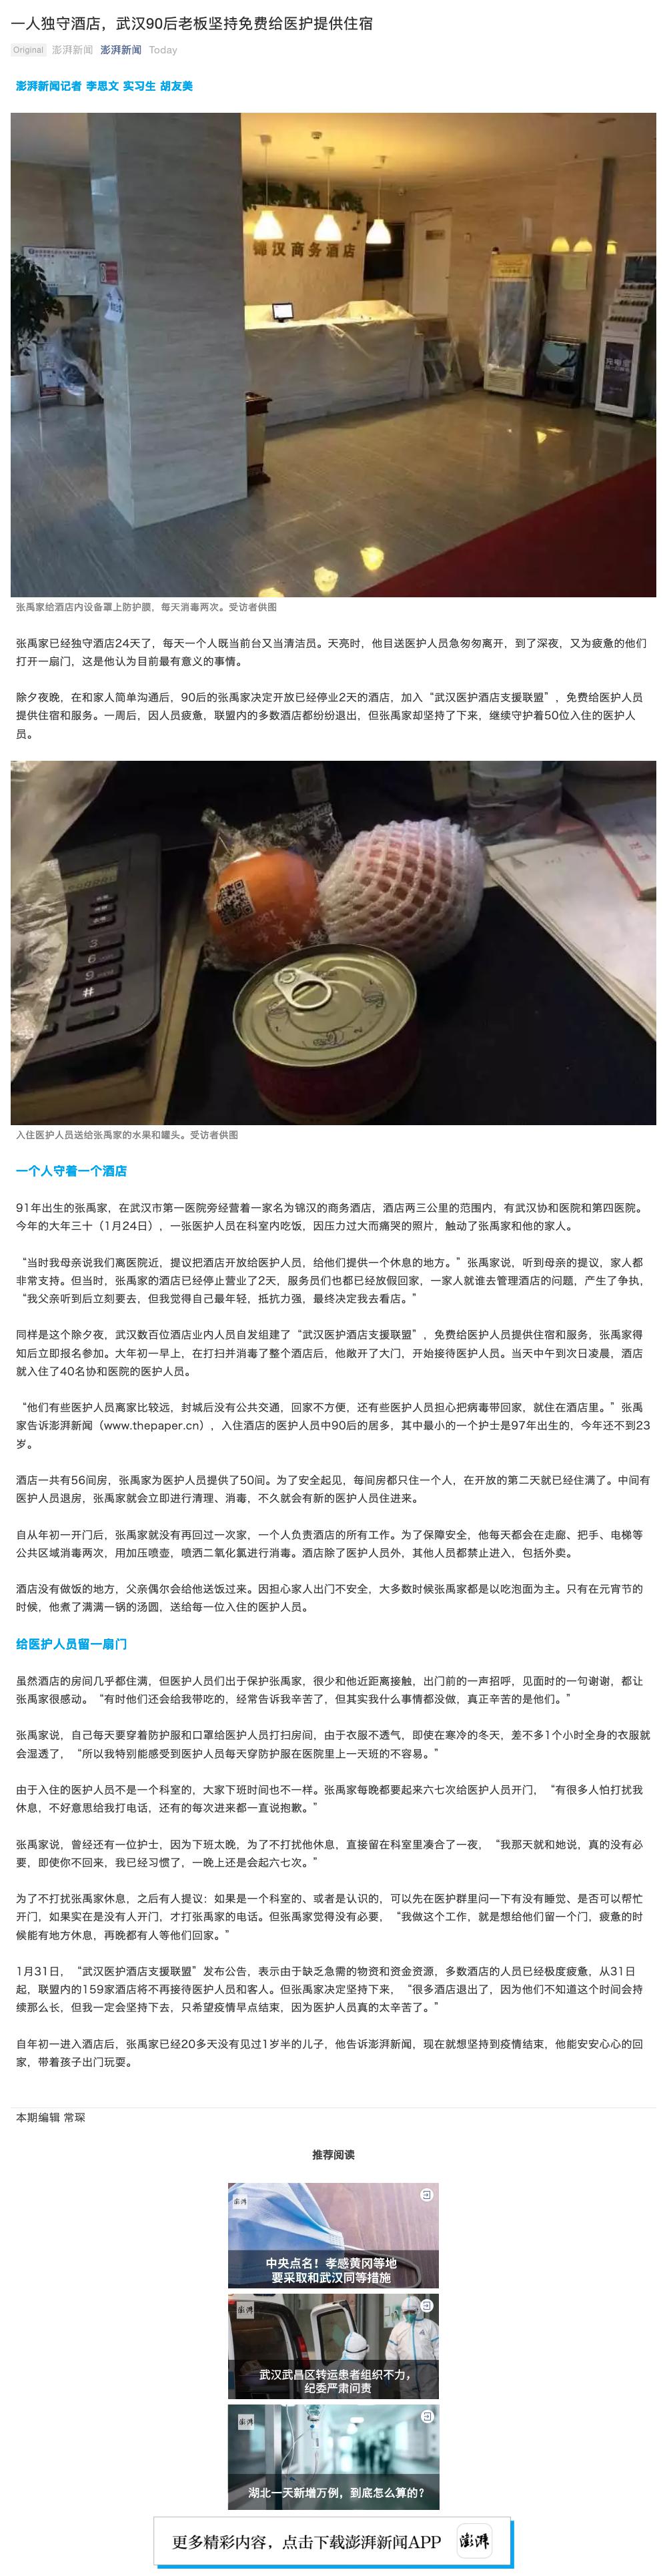 一人独守酒店，武汉90后老板坚持免费给医护提供住宿
Original 澎湃新闻 澎湃新闻 Today
澎湃新闻记者 李思文 实习生 胡友美
锦汉商务酒店
张禹家给酒店内设备罩上防护膜，每天消毒两次。受访者供图
张禹家已经独守酒店24天了，每天一个人既当前台又当清洁员。天亮时，他目送医护人员急匆匆离开，到了深夜，又为疲惫的他们
打开一扇门，这是他认为目前最有意义的事情。
除夕夜晚，在和家人简单沟通后，90后的张禹家决定开放已经停业2天的酒店，加入“武汉医护酒店支援联盟”，免费给医护人员
提供住宿和服务。一周后，因人员疲惫，联盟内的多数酒店都纷纷退出，但张禹家却坚持了下来，继续守护着50位入住的医护人
员。
3
6
9
#
入住医护人员送给张禹家的水果和罐头。受访者供图
一个人守着一个酒店
91年出生的张禹家，在武汉市第一医院旁经营着一家名为锦汉的商务酒店，酒店两三公里的范围内，有武汉协和医院和第四医院。
今年的大年三十（1月24日），一张医护人员在科室内吃饭，因压力过大而痛哭的照片，触动了张禹家和他的家人。
“当时我母亲说我们离医院近，提议把酒店开放给医护人员，给他们提供一个休息的地方。”张禹家说，听到母亲的提议，家人都
非常支持。但当时，张禹家的酒店已经停止营业了2天，服务员们也都已经放假回家，一家人就谁去管理酒店的问题，产生了争执，
“我父亲听到后立刻要去，但我觉得自己最年轻，抵抗力强，最终决定我去看店。”
同样是这个除夕夜，武汉数百位酒店业内人员自发组建了“武汉医护酒店支援联盟”，免费给医护人员提供住宿和服务，张禹家得
知后立即报名参加。大年初一早上，在打扫并消毒了整个酒店后，他敞开了大门，开始接待医护人员。当天中午到次日凌晨，酒店
就入住了40名协和医院的医护人员。
“他们有些医护人员离家比较远，封城后没有公共交通，回家不方便，还有些医护人员担心把病毒带回家，就住在酒店里。”张禹
家告诉澎湃新闻（www.thepaper.cn），入住酒店的医护人员中90后的居多，其中最小的一个护士是97年出生的，今年还不到23
岁。
酒店一共有56间房，张禹家为医护人员提供了50间。为了安全起见，每间房都只住一个人，在开放的第二天就已经住满了。中间有
医护人员退房，张禹家就会立即进行清理、消毒，不久就会有新的医护人员住进来。
自从年初一开门后，张禹家就没有再回过一次家，一个人负责酒店的所有工作。为了保障安全，他每天都会在走廊、把手、电梯等
公共区域消毒两次，用加压喷壶，喷洒二氧化氯进行消毒。酒店除了医护人员外，其他人员都禁止进入，包括外卖。
酒店没有做饭的地方，父亲偶尔会给他送饭过来。因担心家人出门不安全，大多数时候张禹家都是以吃泡面为主。只有在元宵节的
时候，他煮了满满一锅的汤圆，送给每一位入住的医护人员。
给医护人员留一扇门
虽然酒店的房间几乎都住满，但医护人员们出于保护张禹家，很少和他近距离接触，出门前的一声招呼，见面时的一句谢谢，都让
张禹家很感动。“有时他们还会给我带吃的，经常告诉我辛苦了，但其实我什么事情都没做，真正辛苦的是他们。”
张禹家说，自己每天要穿着防护服和口罩给医护人员打扫房间，由于衣服不透气，即使在寒冷的冬天，差不多1个小时全身的衣服就
会湿透了，“所以我特别能感受到医护人员每天穿防护服在医院里上一天班的不容易。”
由于入住的医护人员不是一个科室的，大家下班时间也不一样。张禹家每晚都要起来六七次给医护人员开门，“有很多人怕打扰我
休息，不好意思给我打电话，还有的每次进来都一直说抱歉。”
张禹家说，曾经还有一位护士，因为下班太晚，为了不打扰他休息，直接留在科室里凑合了一夜，“我那天就和她说，真的没有必
要，即使你不回来，我已经习惯了，一晚上还是会起六七次。”
为了不打扰张禹家休息，之后有人提议：如果是一个科室的、或者是认识的，可以先在医护群里问一下有没有睡觉、是否可以帮忙
开门，如果实在是没有人开门，才打张禹家的电话。但张禹家觉得没有必要，“我做这个工作，就是想给他们留一个门，疲惫的时
候能有地方休息，再晚都有人等他们回家。”
1月31日，“武汉医护酒店支援联盟”发布公告，表示由于缺乏急需的物资和资金资源，多数酒店的人员已经极度疲惫，从31日
起，联盟内的159家酒店将不再接待医护人员和客人。但张禹家决定坚持下来，“很多酒店退出了，因为他们不知道这个时间会持
续那么长，但我一定会坚持下去，只希望疫情早点结束，因为医护人员真的太辛苦了。”
自年初一进入酒店后，张禹家已经20多天没有见过1岁半的儿子，他告诉澎湃新闻，现在就想坚持到疫情结束，他能安安心心的回
家，带着孩子出门玩耍。
本期编辑 常琛
推荐阅读
澎湃
中央点名！孝感黄冈等地
要采取和武汉同等措施
澎湃
武汉武昌区转运患者组织不力，
纪委严肃问责
澎湃
湖北一天新增万例，到底怎么算的？
更多精彩内容，点击下载澎湃新闻APP
澎湃